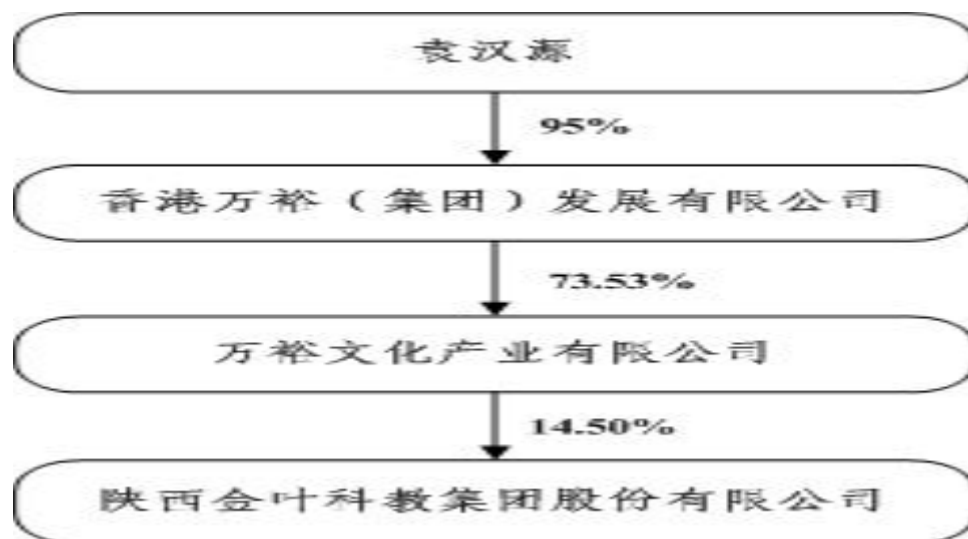 袁汉源
95%
香港万裕（集团）发展有限公司
73.53%
万裕文化产业有限公司
14.50%
陕西金叶科教集团股份有限公司